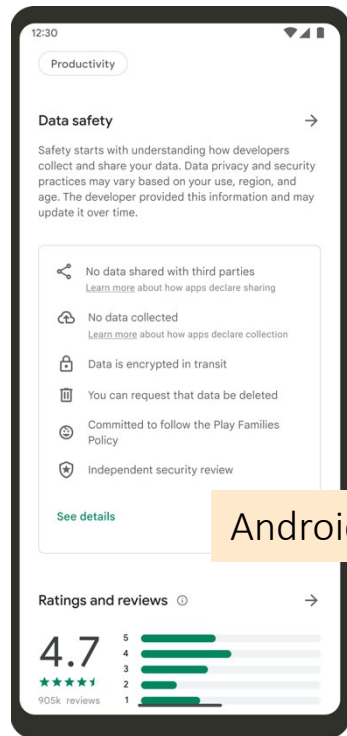 12:30
Productivity
Data safety
Safety starts with understanding how developers
collect and share your data. Data privacy and security
practices may vary based on your use, region, and
age. The developer provided this information and may
update it over time.
No data shared with third parties
Learn more about how apps declare sharing
No data collected
Learn more about how apps declare collection
Data is encrypted in transit
You can request that data be deleted
Committed to follow the Play Families
Policy
Independent security review
See details
Ratings and reviews
4.7
905k reviews
5
4
3
2
1